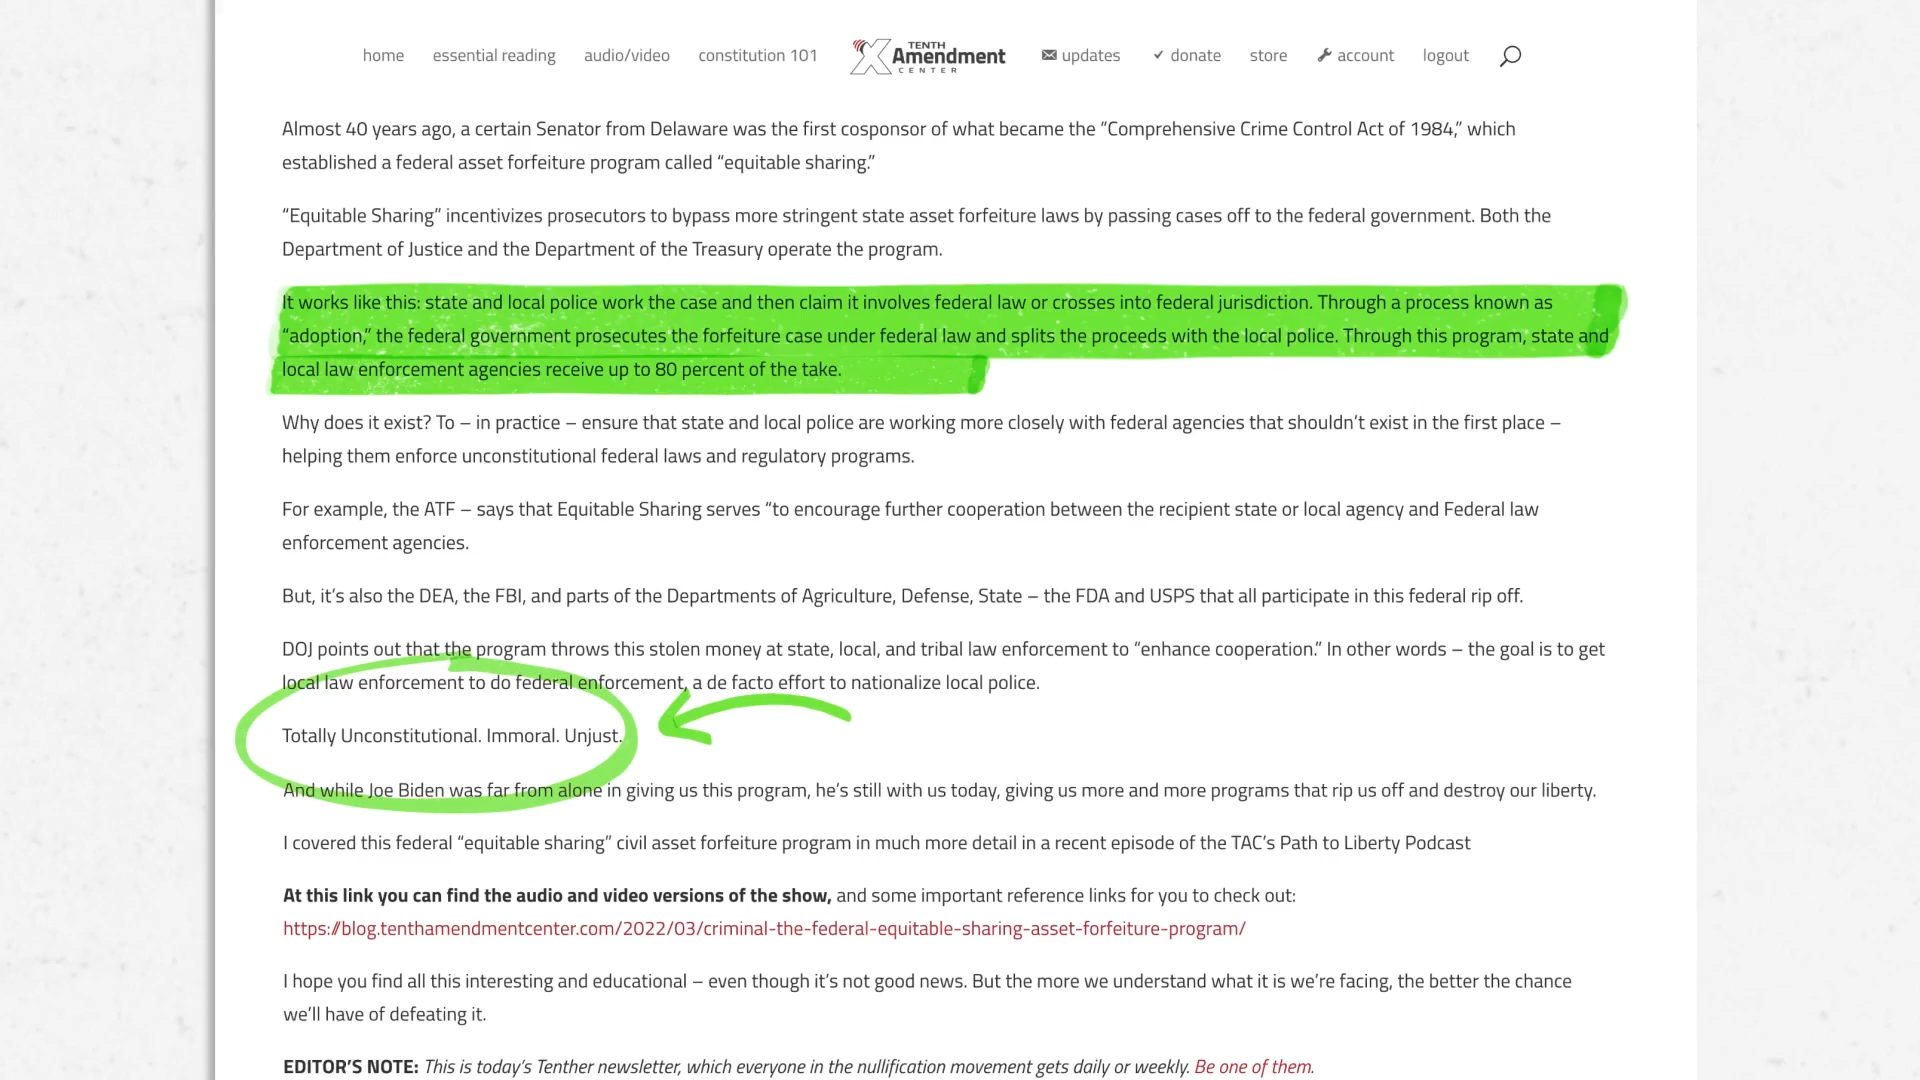 home essential reading audio/video constitution 101 TENTH Amendment CENTER updates donate store account logout
Almost 40 years ago, a certain Senator from Delaware was the first cosponsor of what became the “Comprehensive Crime Control Act of 1984,” which
established a federal asset forfeiture program called “equitable sharing.”
“Equitable Sharing” incentivizes prosecutors to bypass more stringent state asset forfeiture laws by passing cases off to the federal government. Both the
Department of Justice and the Department of the Treasury operate the program.
It works like this: state and local police work the case and then claim it involves federal law or crosses into federal jurisdiction. Through a process known as
“adoption,” the federal government prosecutes the forfeiture case under federal law and splits the proceeds with the local police. Through this program, state and
local law enforcement agencies receive up to 80 percent of the take.
Why does it exist? To – in practice – ensure that state and local police are working more closely with federal agencies that shouldn’t exist in the first place –
helping them enforce unconstitutional federal laws and regulatory programs.
For example, the ATF – says that Equitable Sharing serves “to encourage further cooperation between the recipient state or local agency and Federal law
enforcement agencies.
But, it’s also the DEA, the FBI, and parts of the Departments of Agriculture, Defense, State – the FDA and USPS that all participate in this federal rip off.
DOJ points out that the program throws this stolen money at state, local, and tribal law enforcement to “enhance cooperation.” In other words – the goal is to get
local law enforcement to do federal enforcement, a de facto effort to nationalize local police.
Totally Unconstitutional. Immoral. Unjust.
And while Joe Biden was far from alone in giving us this program, he’s still with us today, giving us more and more programs that rip us off and destroy our liberty.
I covered this federal “equitable sharing” civil asset forfeiture program in much more detail in a recent episode of the TAC’s Path to Liberty Podcast
At this link you can find the audio and video versions of the show, and some important reference links for you to check out:
https://blog.tenthamendmentcenter.com/2022/03/criminal-the-federal-equitable-sharing-asset-forfeiture-program/
I hope you find all this interesting and educational – even though it’s not good news. But the more we understand what it is we’re facing, the better the chance
we’ll have of defeating it.
EDITOR’S NOTE: This is today’s Tenther newsletter, which everyone in the nullification movement gets daily or weekly. Be one of them.